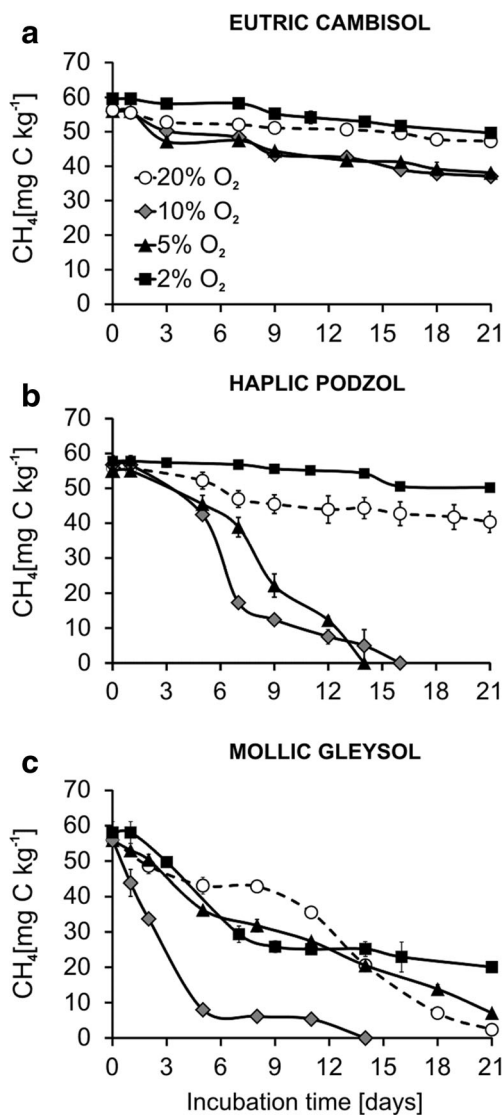 a
EUTRIC CAMBISOL
CH₄[mg C kg⁻¹]
70
60
50
40
30
20
10
0
20% O₂
10% O₂
5% O₂
2% O₂
0 3 6 9 12 15 18 21
b
HAPLIC PODZOL
CH₄[mg C kg⁻¹]
70
60
50
40
30
20
10
0
0 3 6 9 12 15 18 21
c
MOLLIC GLEYSOL
CH₄[mg C kg⁻¹]
70
60
50
40
30
20
10
0
0 3 6 9 12 15 18 21
Incubation time [days]